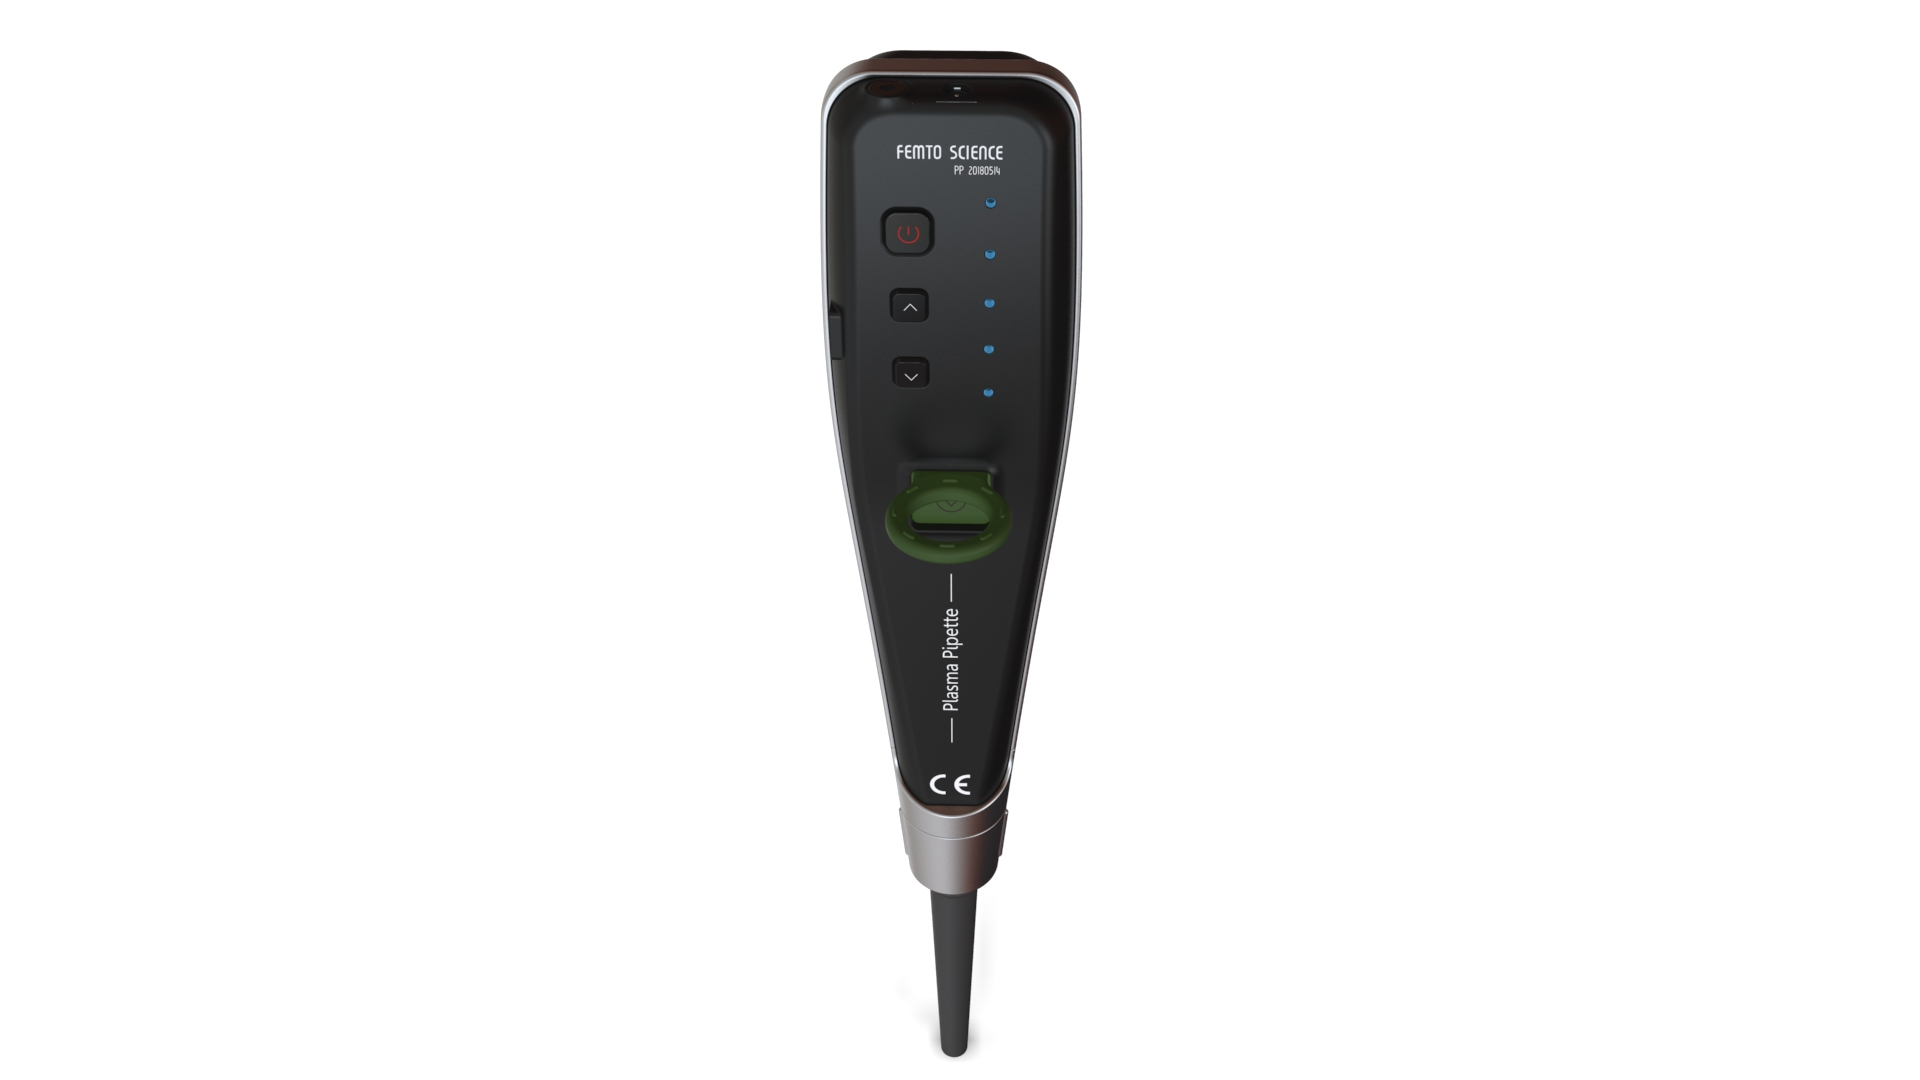 FEMTO SCIENCE
PP 20180514
Plasma Pipette
CE